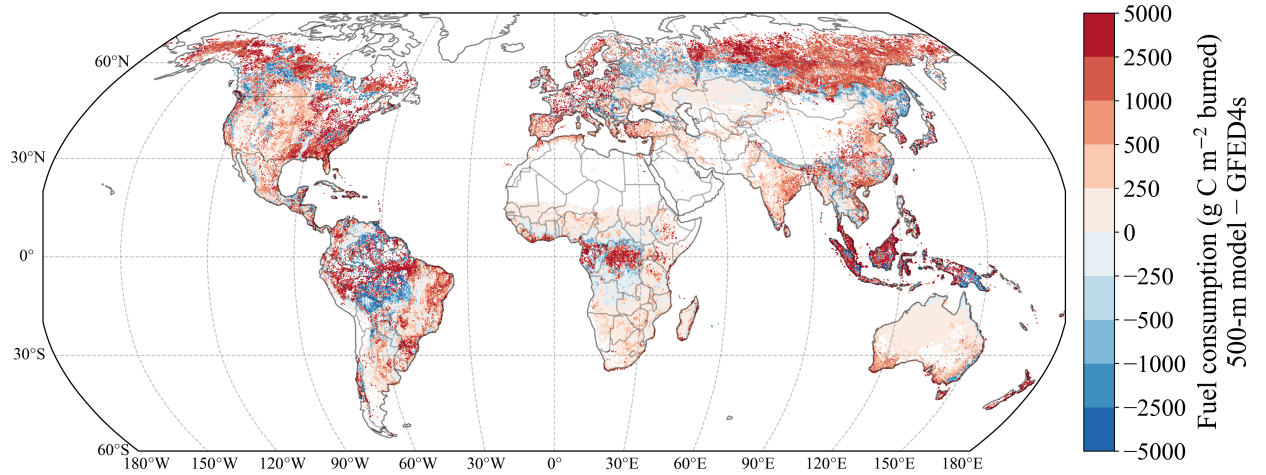 60°N
30°N
0°
30°S
60°S
180°W 150°W 120°W 90°W 60°W 30°W 0° 30°E 60°E 90°E 120°E 150°E 180°E
5000
2500
1000
500
250
0
−250
−500
−1000
−2500
−5000
Fuel consumption (g C m⁻² burned)
500-m model − GFED4s